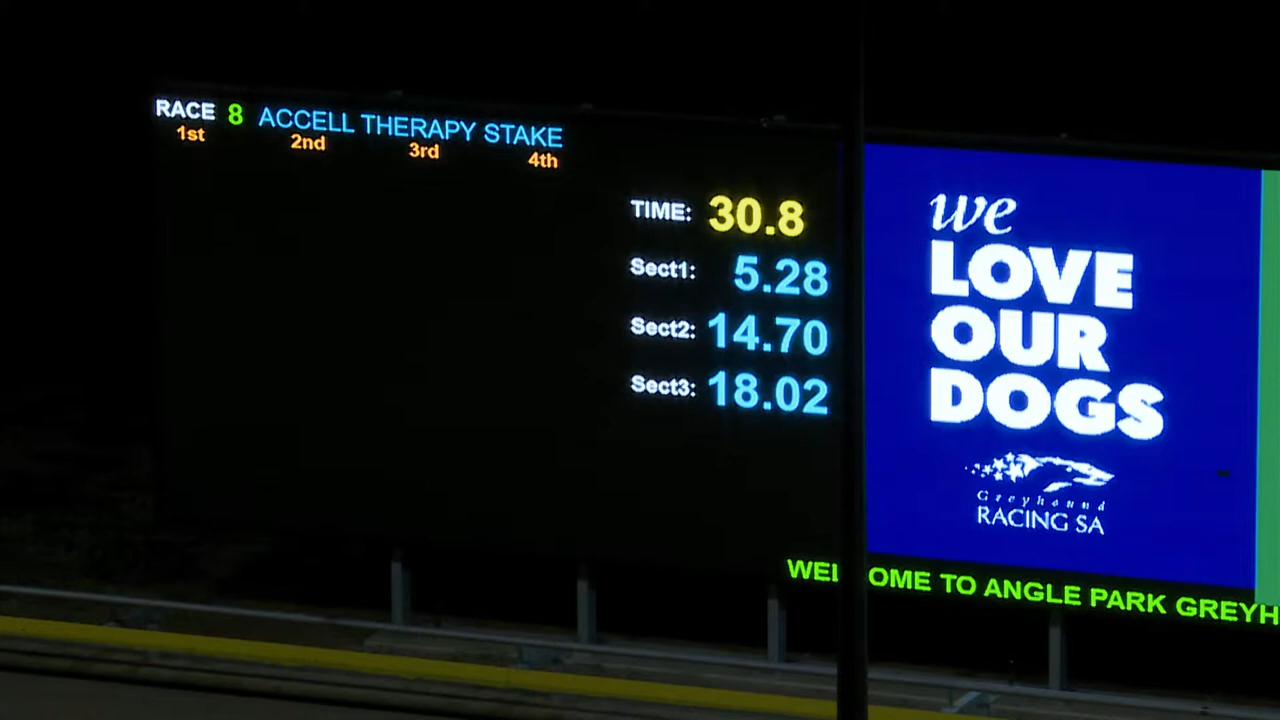 RACE 8 ACCELL THERAPY STAKE
1st 2nd 3rd 4th
TIME: 30.8
Sect1: 5.28
Sect2: 14.70
Sect3: 18.02
we
LOVE
OUR
DOGS
Greyhound
RACING SA
WEL OME TO ANGLE PARK GREYH